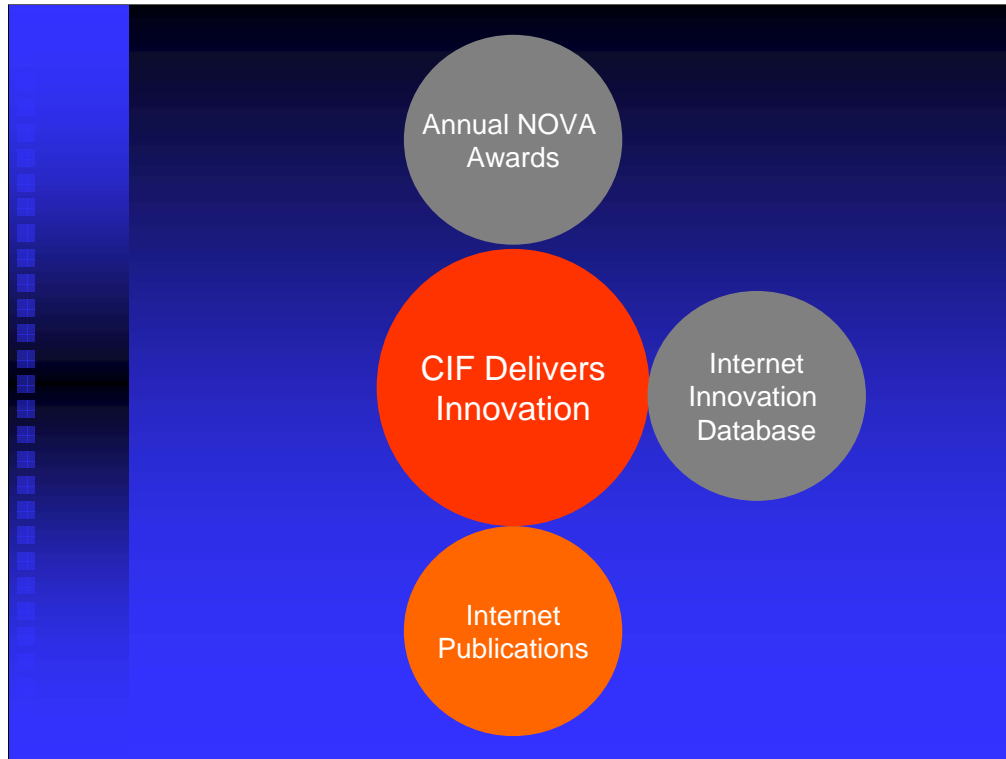 Annual NOVA
Awards
CIF Delivers
Innovation
Internet
Innovation
Database
Internet
Publications